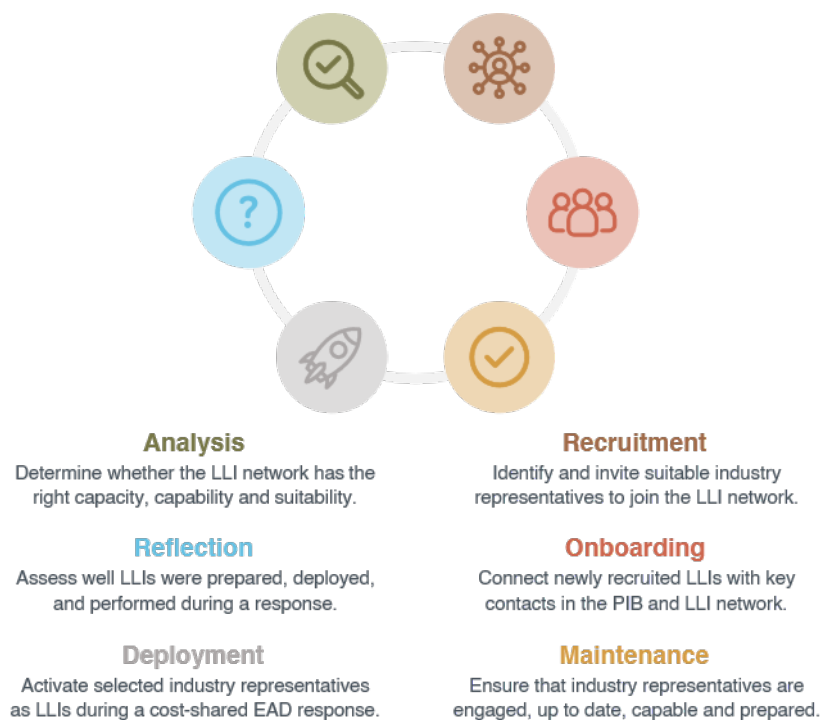 ?
Analysis
Determine whether the LLI network has the
right capacity, capability and suitability.
Recruitment
Identify and invite suitable industry
representatives to join the LLI network.
Reflection
Assess well LLIs were prepared, deployed,
and performed during a response.
Onboarding
Connect newly recruited LLIs with key
contacts in the PIB and LLI network.
Deployment
Activate selected industry representatives
as LLIs during a cost-shared EAD response.
Maintenance
Ensure that industry representatives are
engaged, up to date, capable and prepared.